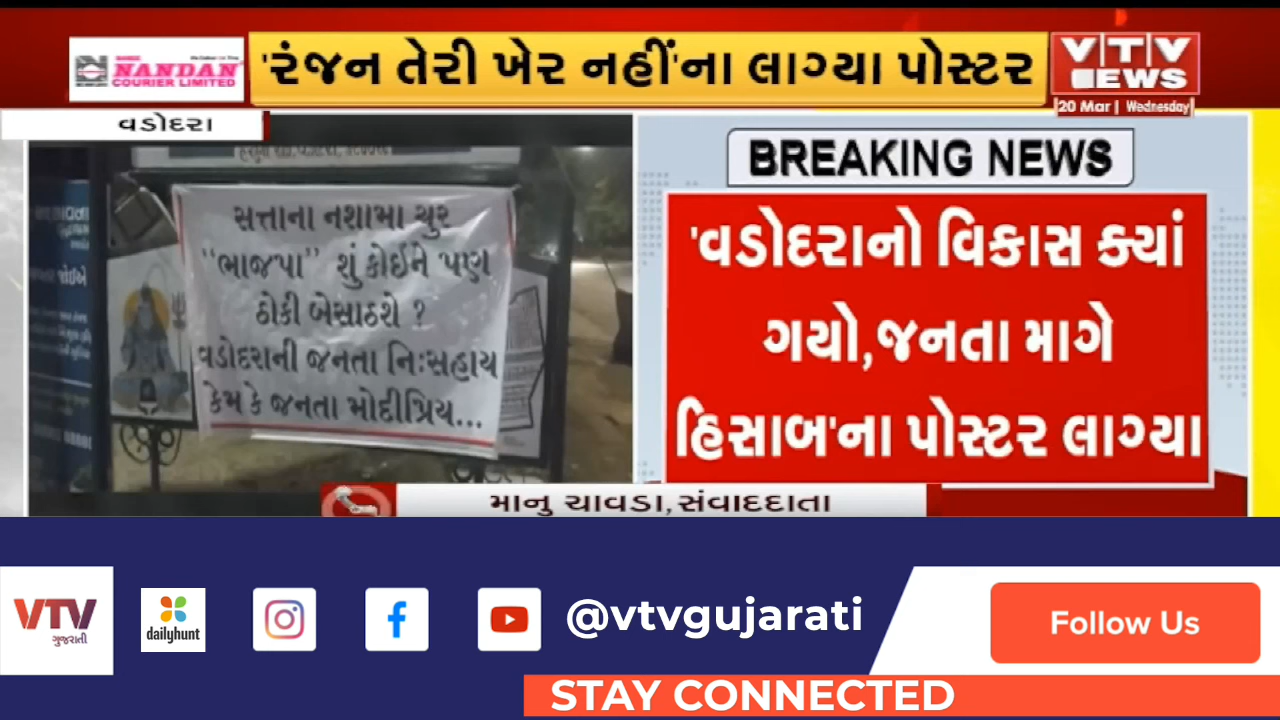 NANDAN
COURIER LIMITED
'રંજન તેરી ખેર નહીં'ના લાગ્યા પોસ્ટર
VTV
NEWS
20 Mar | Wednesday
વડોદરા
BREAKING NEWS
'વડોદરાનો વિકાસ ક્યાં
ગયો,જનતા માગે
હિસાબ'ના પોસ્ટર લાગ્યા
સત્તાના નશામા ચુર
"ભાજપા" શું કોઈને પણ
ઠોકી બેસાઠશે ?
વડોદરાની જનતા નિઃસહાય
કેમ કે જનતા મોદીપ્રિય...
માનુ ચાવડા,સંવાદદાતા
VTV
ગુજરાતી
dailyhunt
@vtvgujarati
Follow Us
STAY CONNECTED